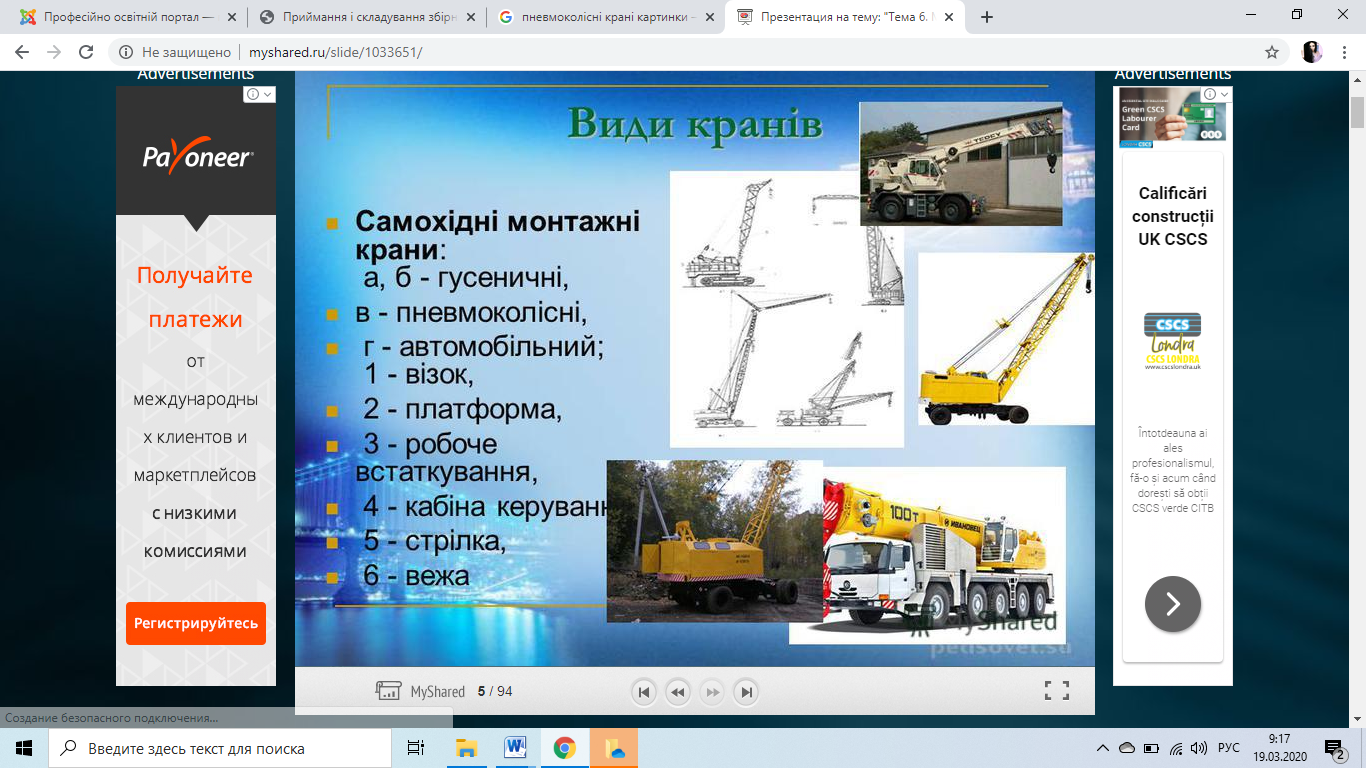 Професійно освітній портал —
Приймання і складування збірн
пневмоколісні крані картинки -
Презентация на тему: "Тема 6. М
Не защищено
myshared.ru/slide/1033651/
Advertisements
Payoneer
Получайте
платежи
от
международны
х клиентов и
маркетплейсов
с низкими
комиссиями
Регистрируйтесь
Види кранів
Самохідні монтажні
крани:
а, б - гусеничні,
в - пневмоколісні,
г - автомобільний;
1 - візок,
2 - платформа,
3 - робоче
встаткування,
4 - кабіна керуван
5 - стрілка,
6 - вежа
100т
ИВАНОВЕЦ
MyShared
pedsovet.su
MyShared
5 / 94
Advertisements
Green CSCS
Labourer
Card
Calificări
construcții
UK CSCS
CSCS
Londra
CSCS LONDRA
www.cscslondra.uk
Întotdeauna ai
ales
profesionalismul,
fă-o și acum când
dorești să obții
CSCS verde CITB
Создание безопасного подключения...
Введите здесь текст для поиска
РУС
9:17
19.03.2020
2